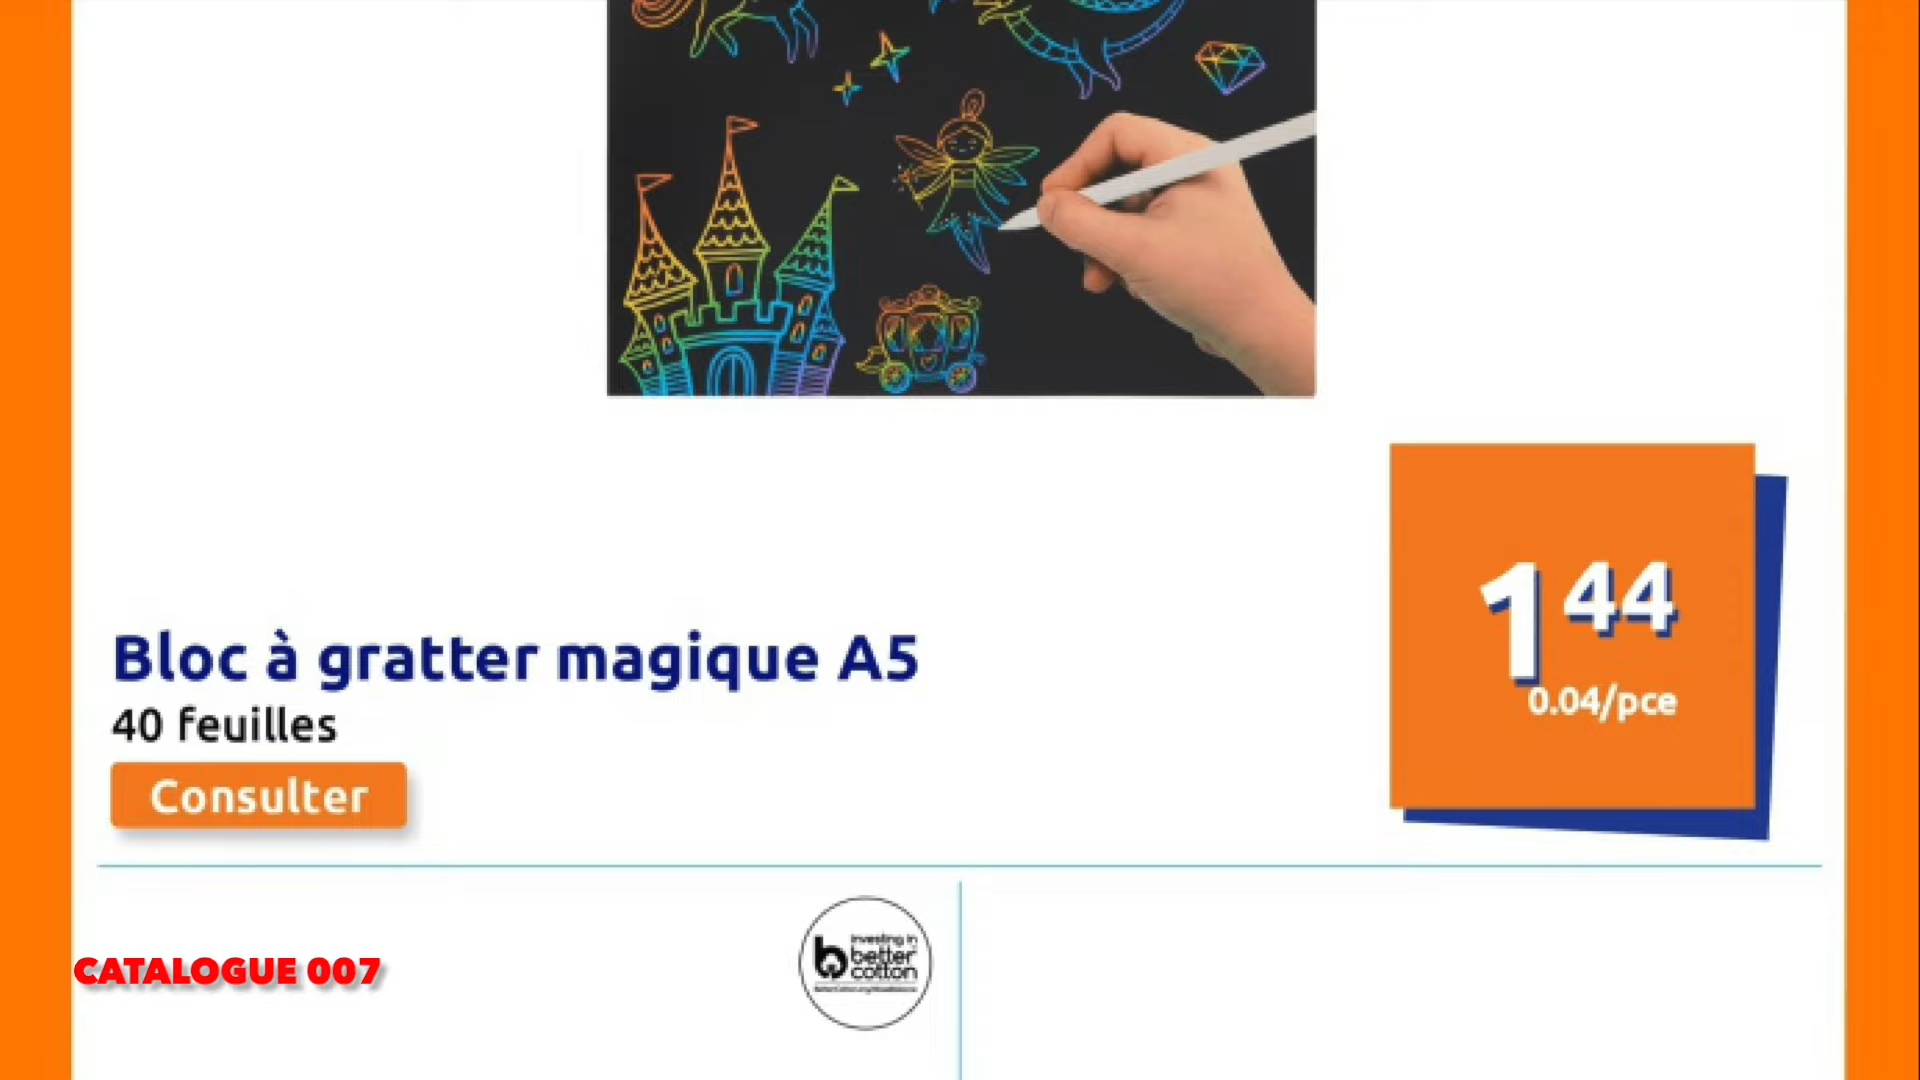 1 44
0.04/pce
Bloc à gratter magique A5
40 feuilles
Consulter
investing in
better
cotton
CATALOGUE 007